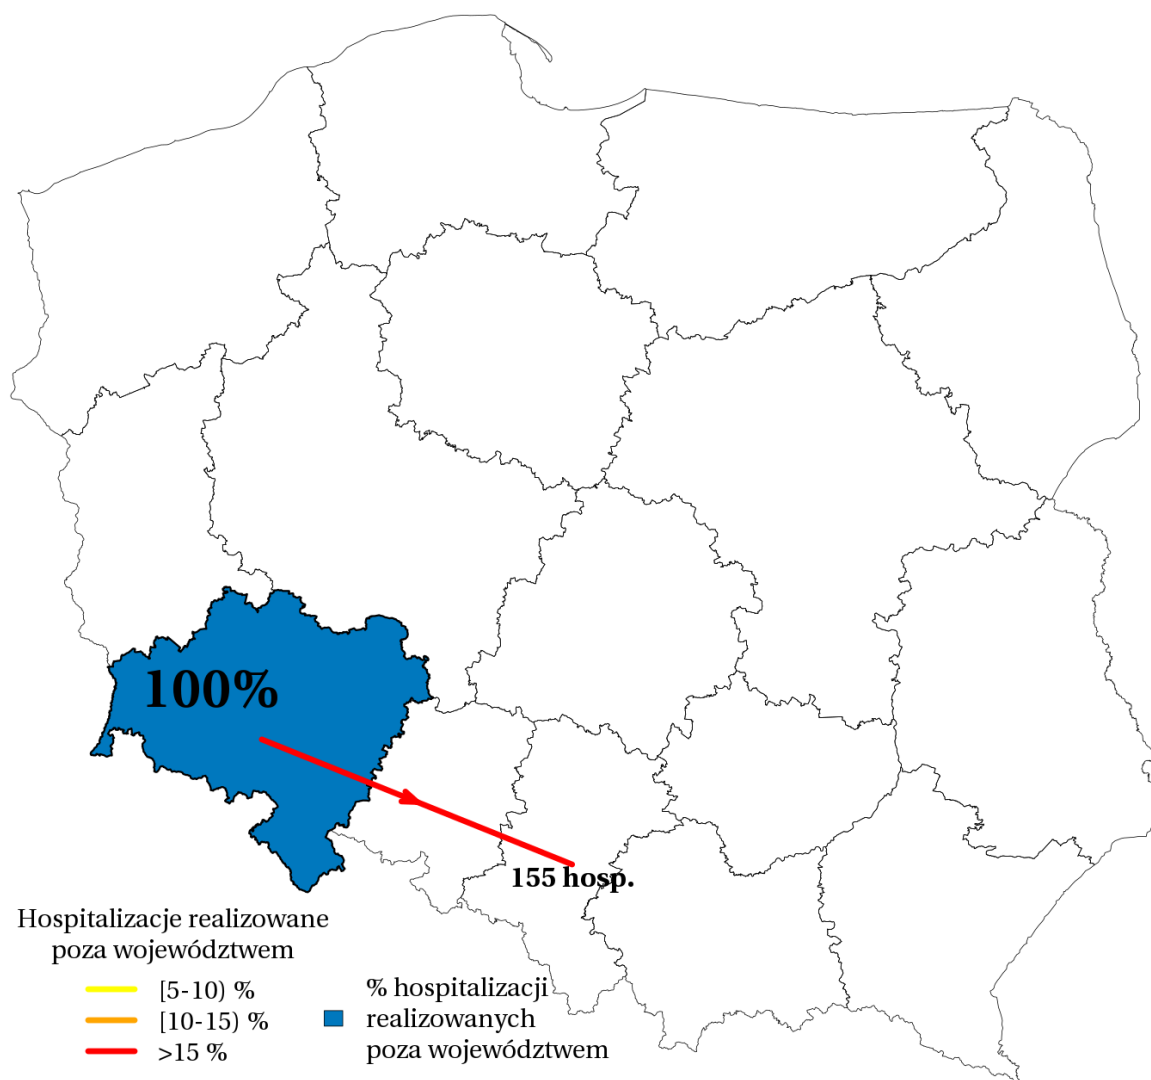 100%
155 hosp.
Hospitalizacje realizowane
poza województwem
[5-10) %
[10-15) %
>15 %
% hospitalizacji
realizowanych
poza województwem